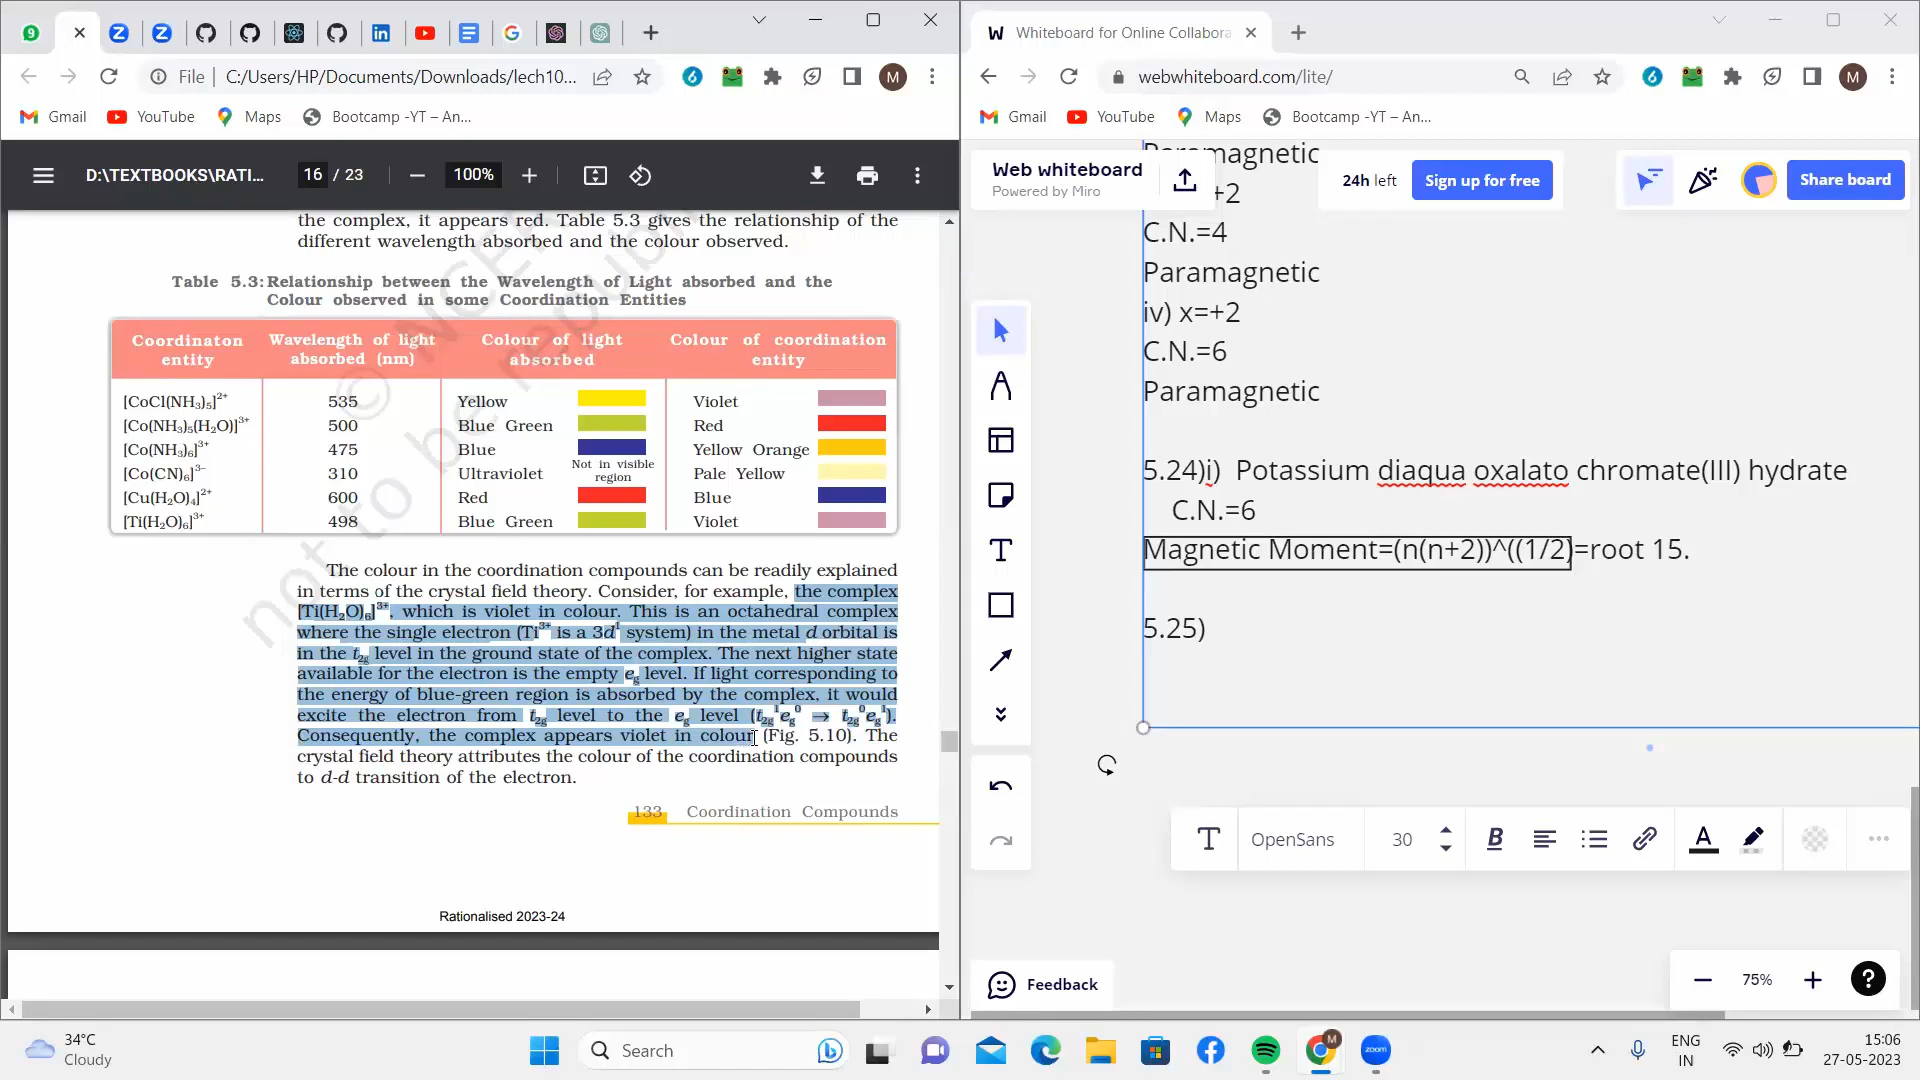 9
File
C:/Users/HP/Documents/Downloads/lech10...
M
Gmail
YouTube
Maps
Bootcamp -YT – An...
D:\TEXTBOOKS\RATI...
16 / 23
100%
the complex, it appears red. Table 5.3 gives the relationship of the
different wavelength absorbed and the colour observed.
Table 5.3: Relationship between the Wavelength of Light absorbed and the
Colour observed in some Coordination Entities
Coordinaton entity
Wavelength of light absorbed (nm)
Colour of light absorbed
Colour of coordination entity
[CoCl(NH₃)₅]²⁺ 535 Yellow Violet
[Co(NH₃)₅(H₂O)]³⁺ 500 Blue Green Red
[Co(NH₃)₆]³⁺ 475 Blue Yellow Orange
[Co(CN)₆]³⁻ 310 Ultraviolet Not in visible region Pale Yellow
[Cu(H₂O)₄]²⁺ 600 Red Blue
[Ti(H₂O)₆]³⁺ 498 Blue Green Violet
The colour in the coordination compounds can be readily explained
in terms of the crystal field theory. Consider, for example, the complex
[Ti(H₂O)₆]³⁺, which is violet in colour. This is an octahedral complex
where the single electron (Ti³⁺ is a 3d¹ system) in the metal d orbital is
in the t₂g level in the ground state of the complex. The next higher state
available for the electron is the empty eg level. If light corresponding to
the energy of blue-green region is absorbed by the complex, it would
excite the electron from t₂g level to the eg level (t₂g¹eg⁰ → t₂g⁰eg¹).
Consequently, the complex appears violet in colour (Fig. 5.10). The
crystal field theory attributes the colour of the coordination compounds
to d-d transition of the electron.
133 Coordination Compounds
Rationalised 2023-24
© NCER
not to be republi
Whiteboard for Online Collabora
webwhiteboard.com/lite/
M
Gmail
YouTube
Maps
Bootcamp -YT – An...
Web whiteboard
Powered by Miro
24h left
Sign up for free
Share board
Paramagnetic
+2
C.N.=4
Paramagnetic
iv) x=+2
C.N.=6
Paramagnetic
5.24)i) Potassium diaqua oxalato chromate(III) hydrate
C.N.=6
Magnetic Moment=(n(n+2))^((1/2)=root 15.
5.25)
T
OpenSans
30
B
A
Feedback
75%
?
34°C
Cloudy
Search
zoom
M
ENG
IN
15:06
27-05-2023